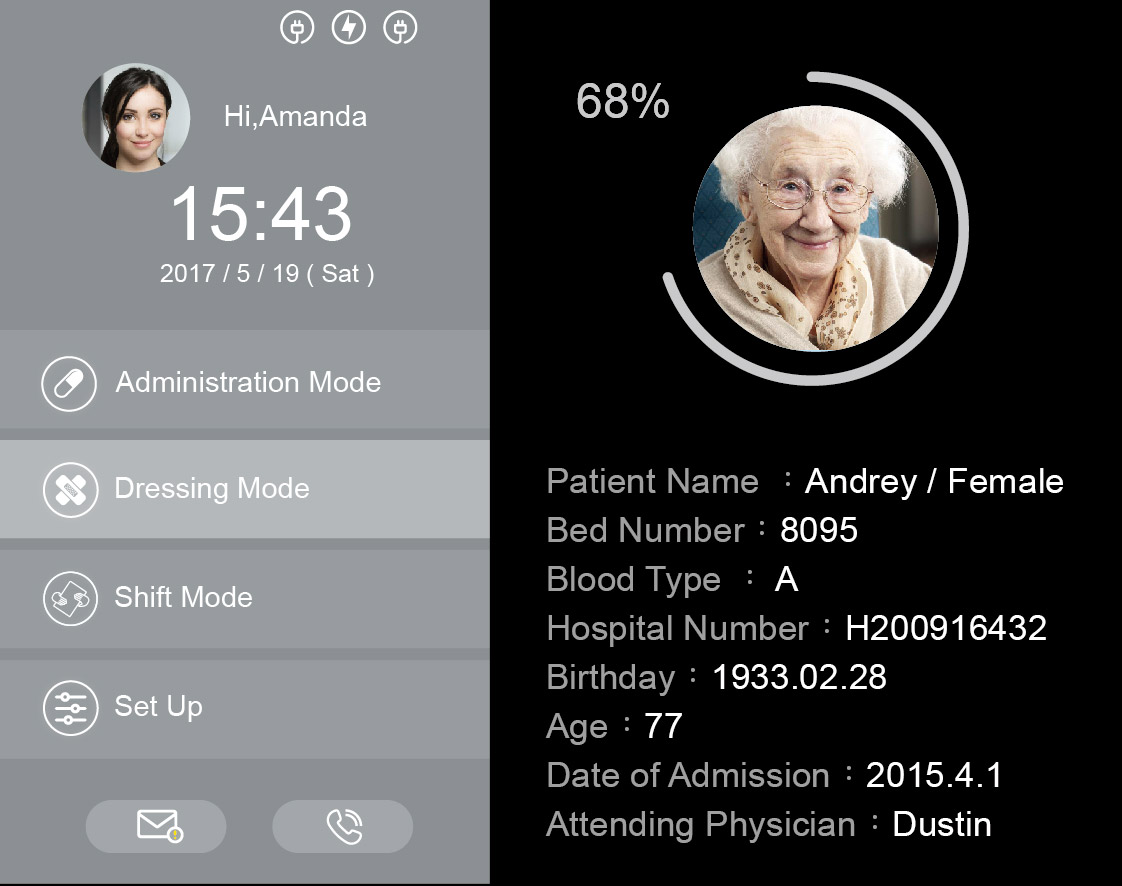 Hi,Amanda
15:43
2017 / 5 / 19 ( Sat )
Administration Mode
Dressing Mode
Shift Mode
Set Up
68%
Patient Name : Andrey / Female
Bed Number : 8095
Blood Type : A
Hospital Number : H200916432
Birthday : 1933.02.28
Age : 77
Date of Admission : 2015.4.1
Attending Physician : Dustin